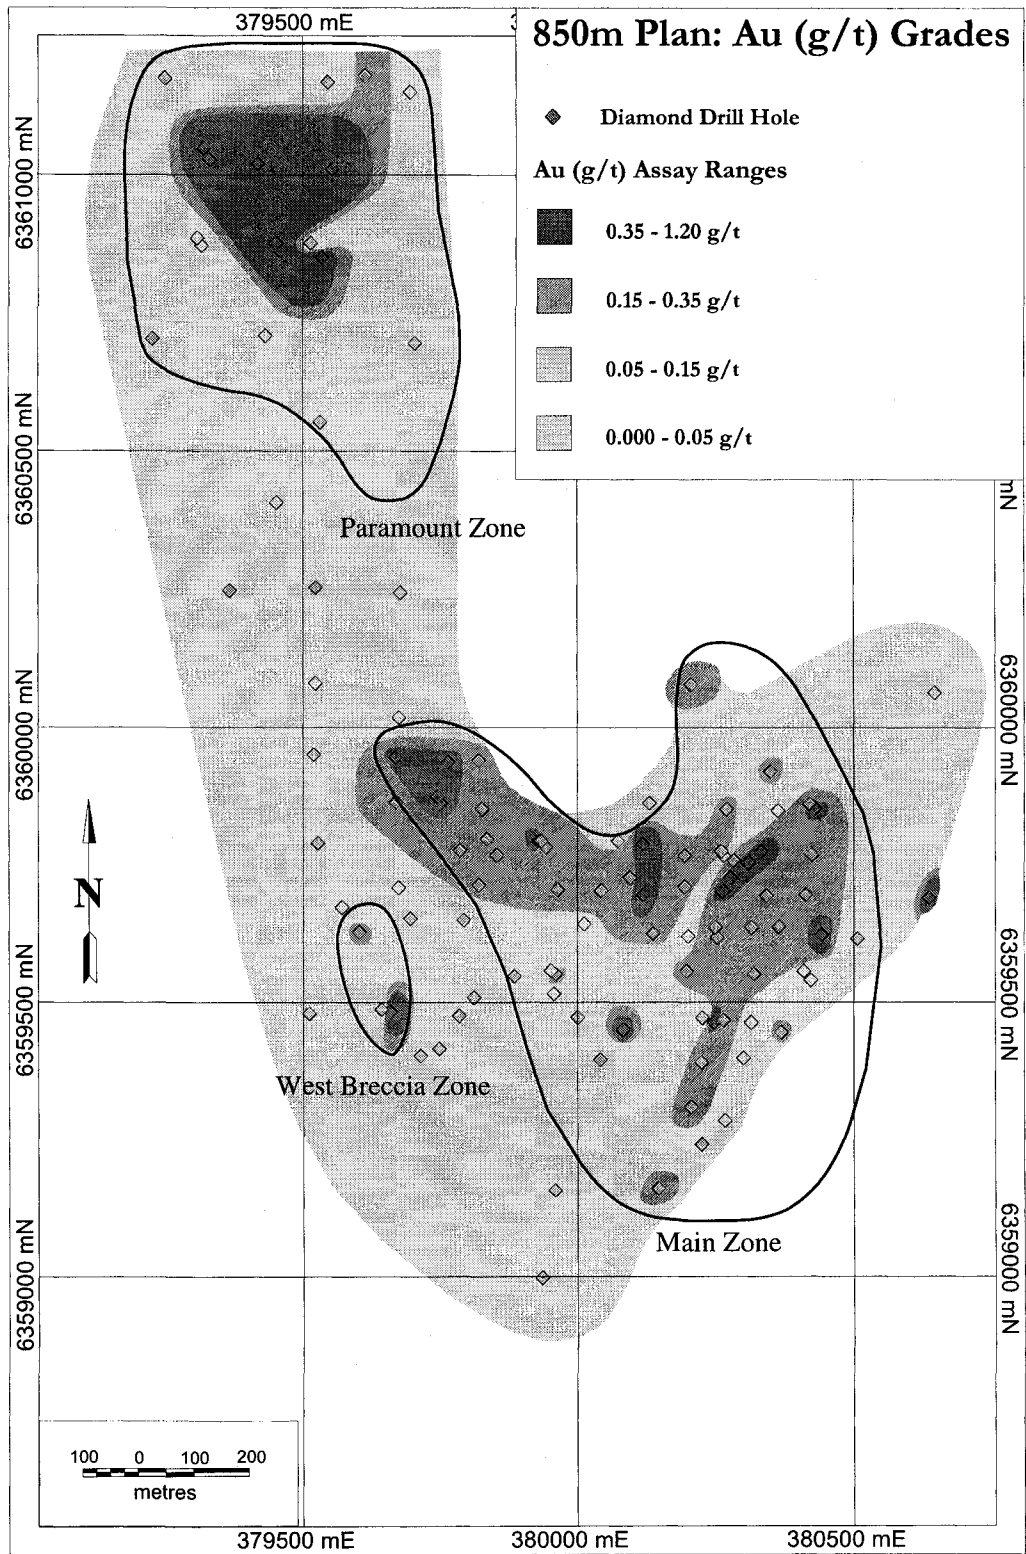 379500 mE
850m Plan: Au (g/t) Grades
Diamond Drill Hole
Au (g/t) Assay Ranges
0.35 - 1.20 g/t
0.15 - 0.35 g/t
0.05 - 0.15 g/t
0.000 - 0.05 g/t
6361000 mN
6360500 mN
mN
Paramount Zone
6360000 mN
6360000 mN
N
6359500 mN
6359500 mN
West Breccia Zone
Main Zone
6359000 mN
6359000 mN
100 0 100 200
metres
379500 mE
380000 mE
380500 mE